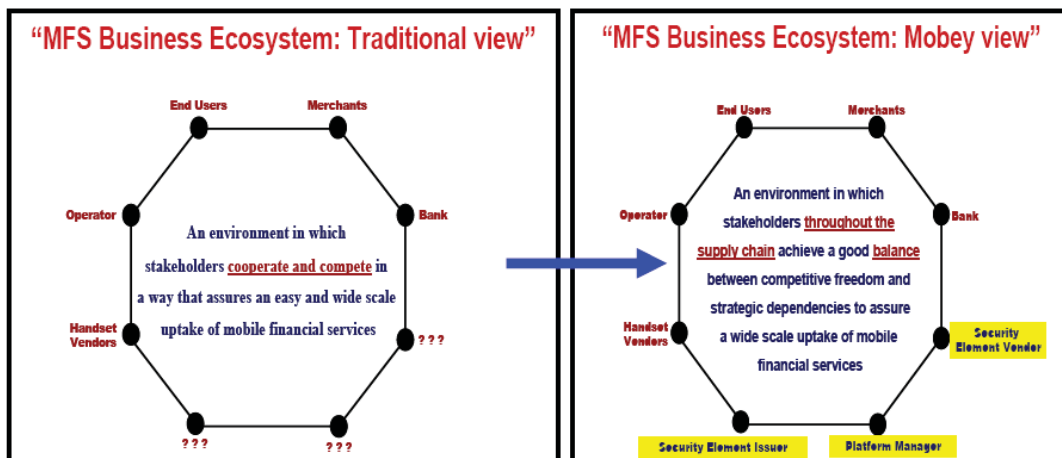 “MFS Business Ecosystem: Traditional view”
End Users
Merchants
Operator
Bank
An environment in which
stakeholders cooperate and compete in
a way that assures an easy and wide scale
uptake of mobile financial services
Handset
Vendors
? ? ?
? ? ?
? ? ?
“MFS Business Ecosystem: Mobey view”
End Users
Merchants
Operator
Bank
An environment in which
stakeholders throughout the
supply chain achieve a good balance
between competitive freedom and
strategic dependencies to assure
a wide scale uptake of mobile
financial services
Handset
Vendors
Security
Element Vendor
Security Element Issuer
Platform Manager